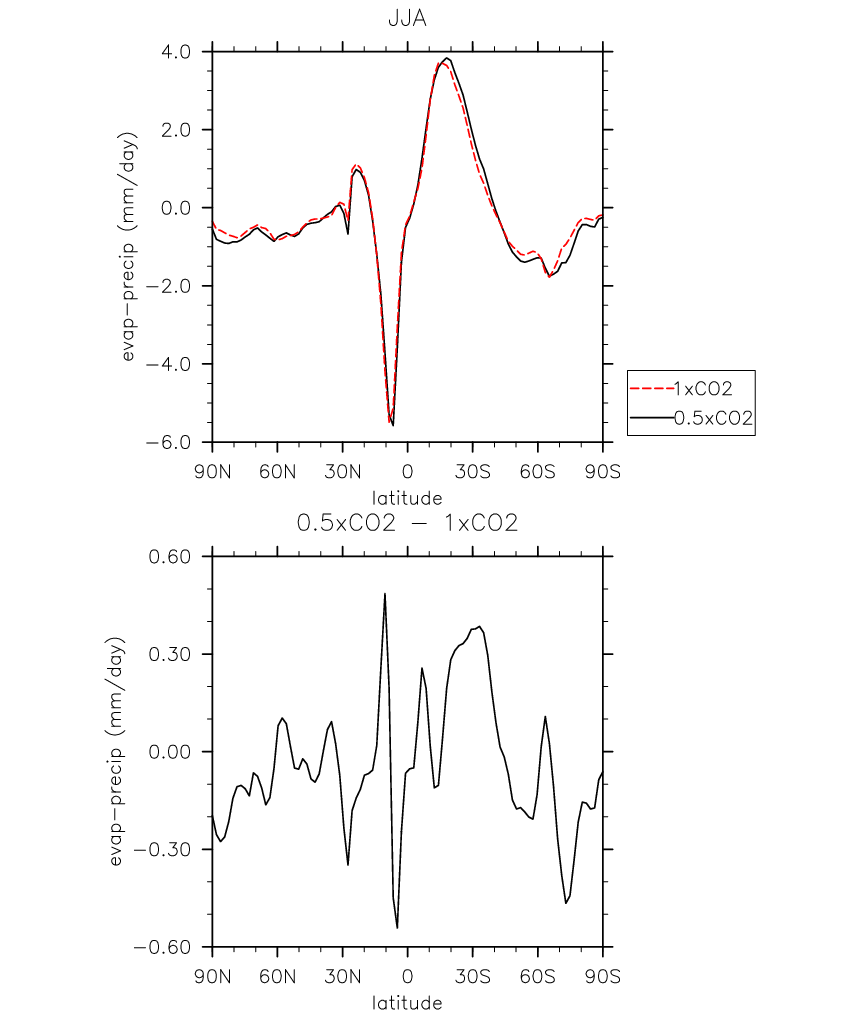 JJA
4.0
2.0
0.0
−2.0
−4.0
−6.0
evap−precip (mm/day)
90N 60N 30N 0 30S 60S 90S
latitude
1xCO2
0.5xCO2
0.5xCO2 − 1xCO2
0.60
0.30
0.00
−0.30
−0.60
evap−precip (mm/day)
90N 60N 30N 0 30S 60S 90S
latitude